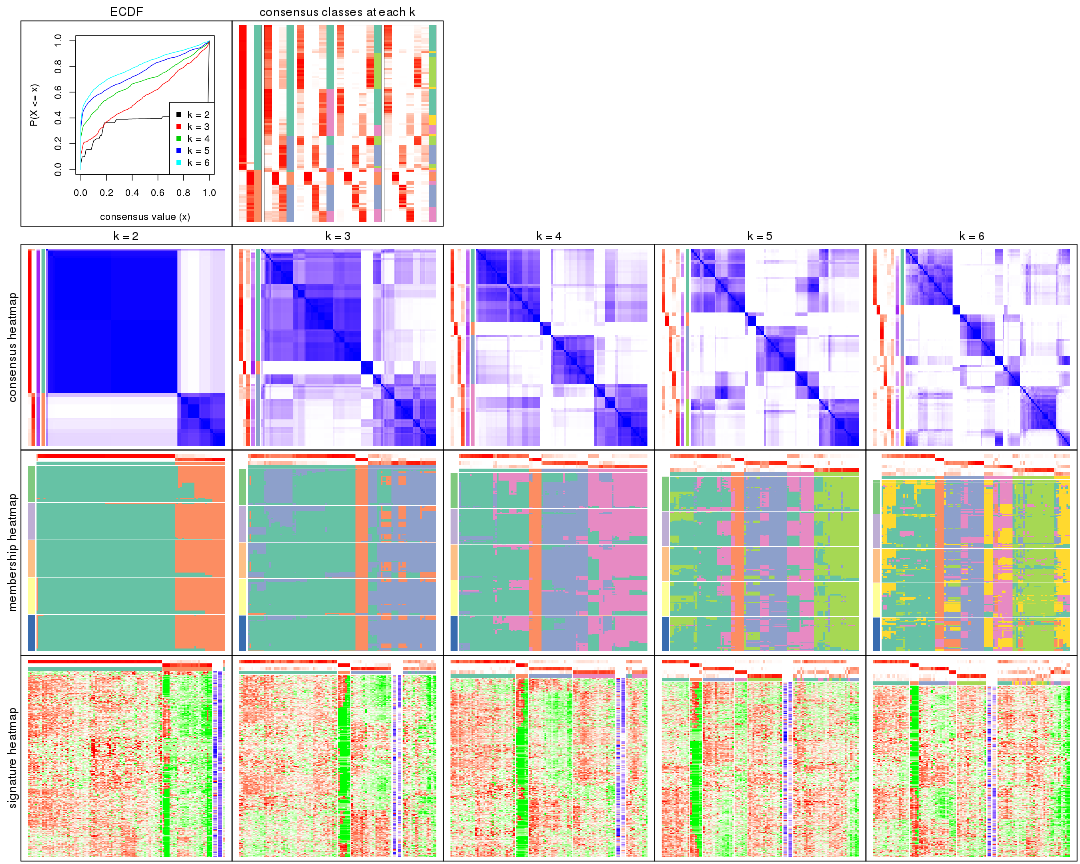 ECDF
consensus classes at each k
P(X <= x)
0.0 0.2 0.4 0.6 0.8 1.0
k = 2
k = 3
k = 4
k = 5
k = 6
0.0 0.2 0.4 0.6 0.8 1.0
consensus value (x)
k = 2
k = 3
k = 4
k = 5
k = 6
consensus heatmap
membership heatmap
signature heatmap